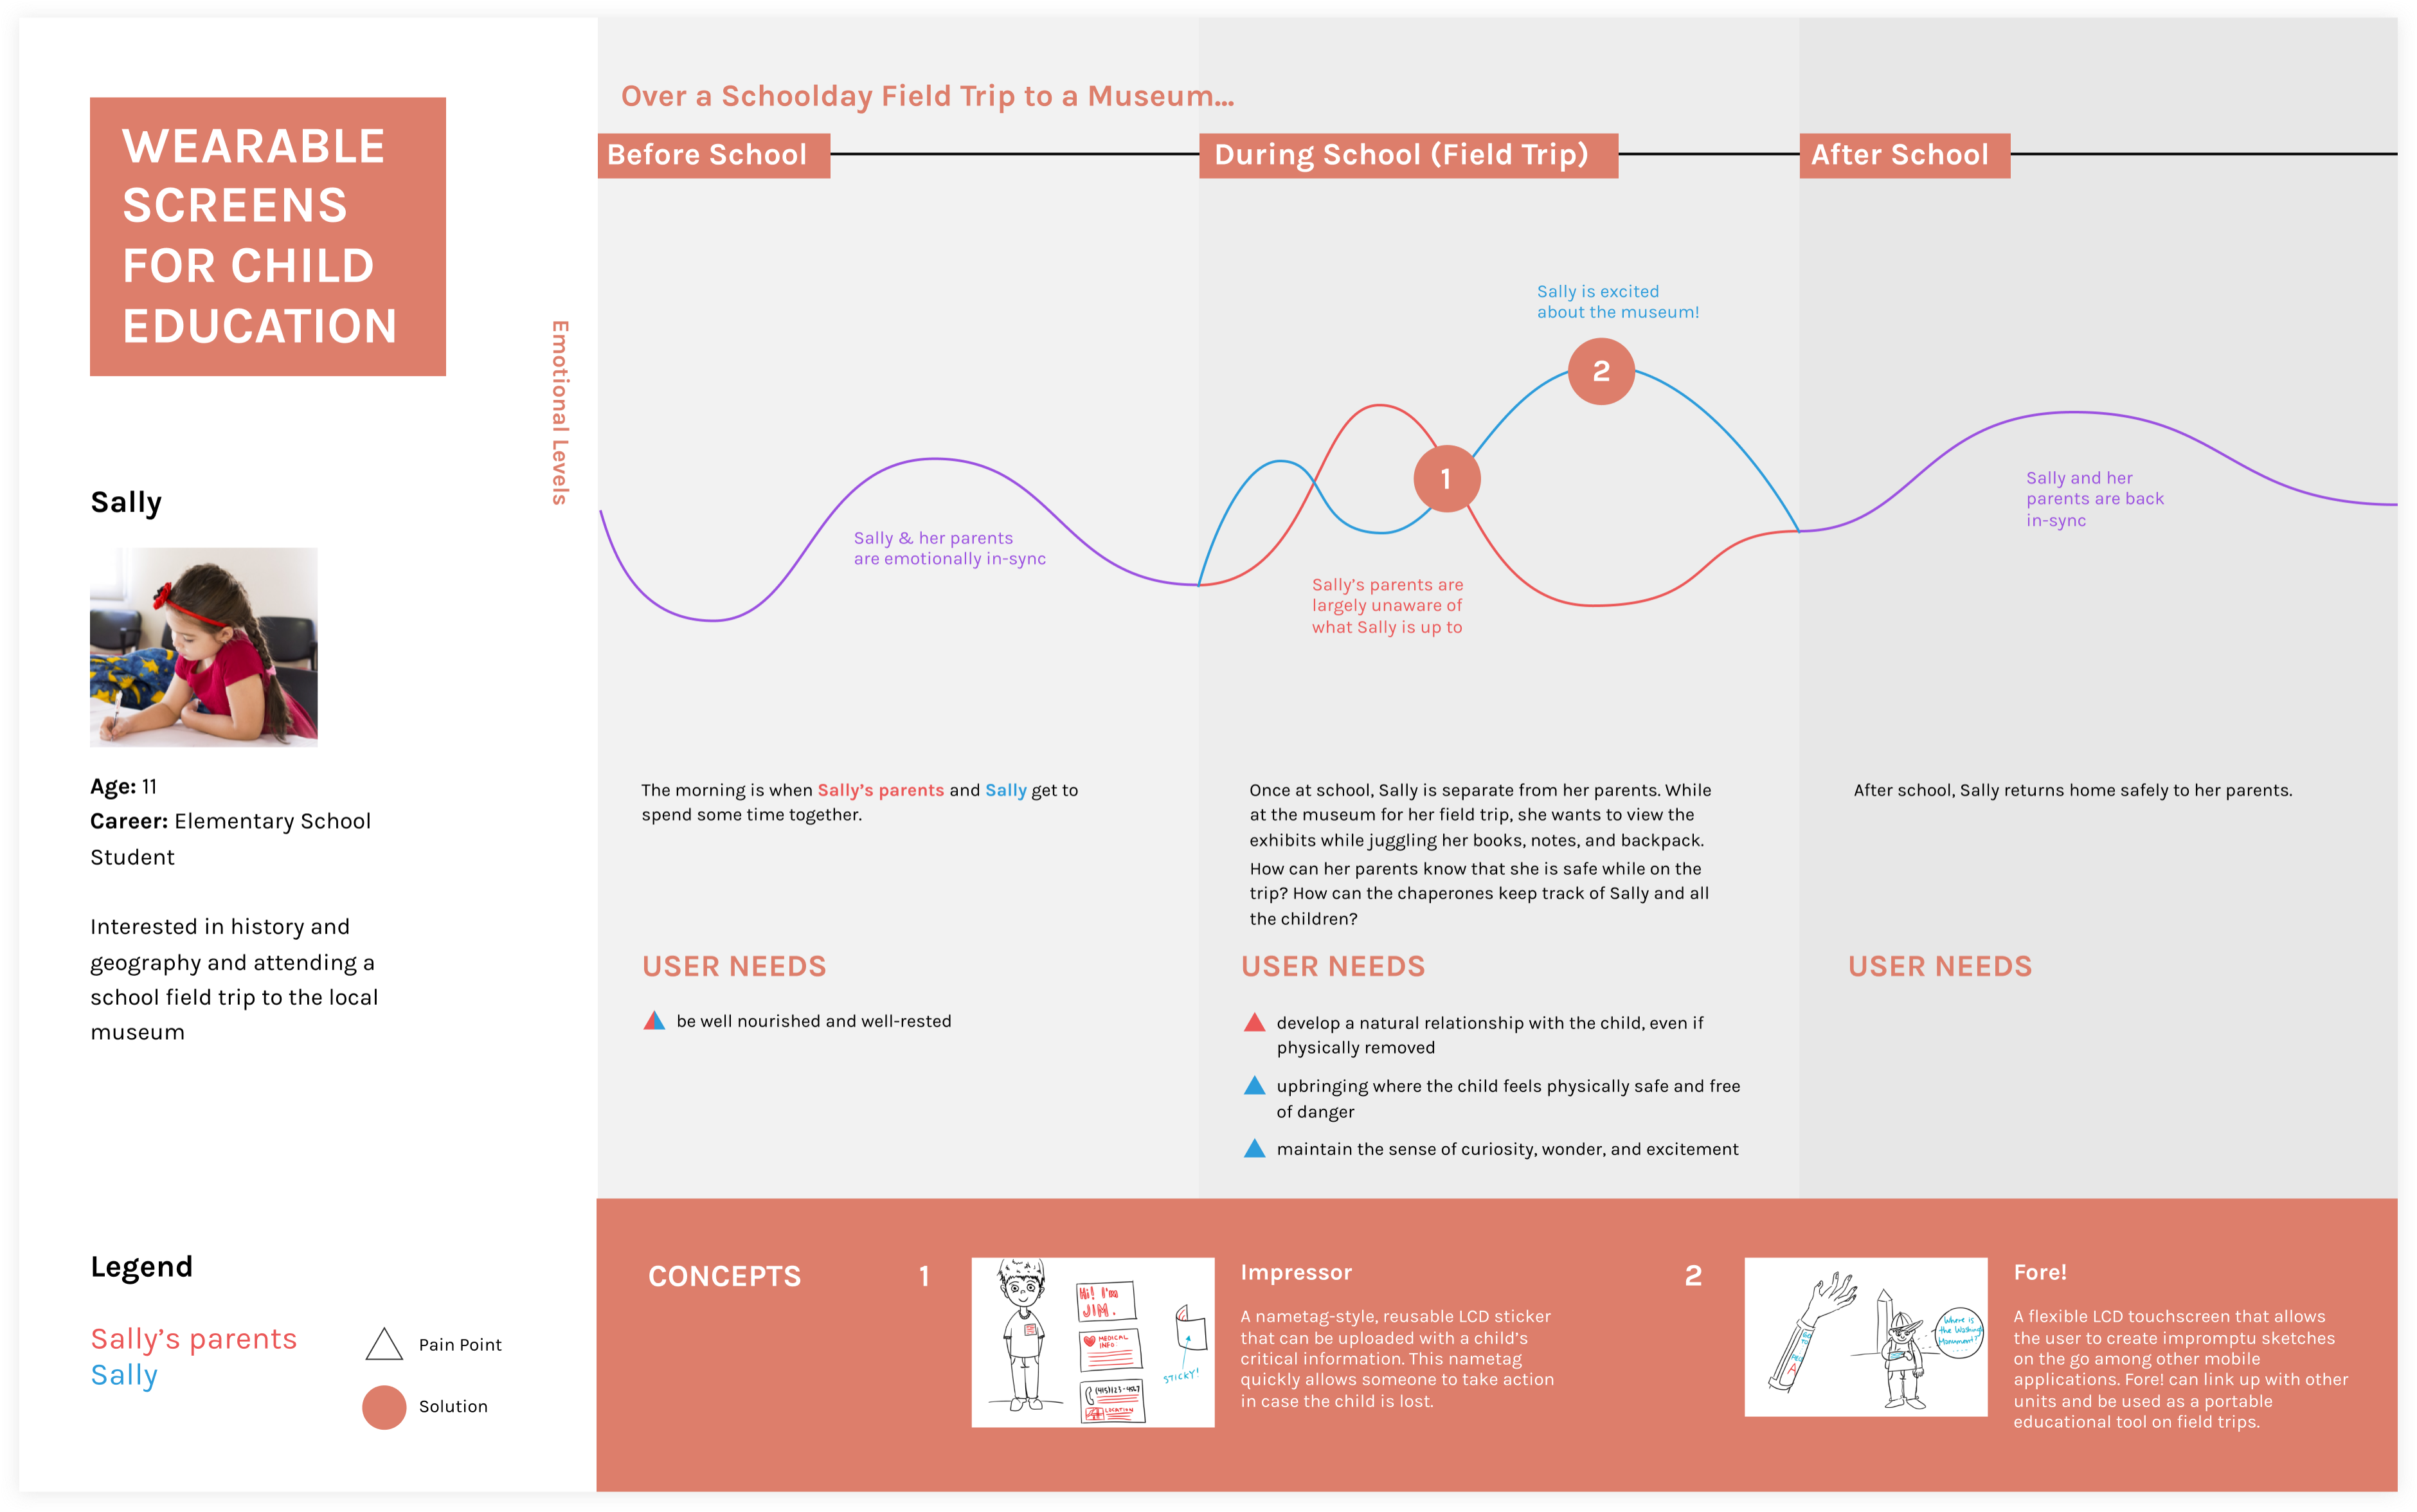 WEARABLE
SCREENS
FOR CHILD
EDUCATION
Sally
Age: 11
Career: Elementary School
Student
Interested in history and
geography and attending a
school field trip to the local
museum
Legend
Sally's parents
Sally
Pain Point
Solution
Emotional Levels
Over a Schoolday Field Trip to a Museum...
Before School
During School (Field Trip)
After School
Sally & her parents
are emotionally in-sync
Sally is excited
about the museum!
2
1
Sally's parents are
largely unaware of
what Sally is up to
Sally and her
parents are back
in-sync
The morning is when Sally's parents and Sally get to
spend some time together.
USER NEEDS
be well nourished and well-rested
Once at school, Sally is separate from her parents. While
at the museum for her field trip, she wants to view the
exhibits while juggling her books, notes, and backpack.
How can her parents know that she is safe while on the
trip? How can the chaperones keep track of Sally and all
the children?
USER NEEDS
develop a natural relationship with the child, even if
physically removed
upbringing where the child feels physically safe and free
of danger
maintain the sense of curiosity, wonder, and excitement
After school, Sally returns home safely to her parents.
USER NEEDS
CONCEPTS
1
Hi! I'm
JIM.
MEDICAL
INFO:
(415)123-4567
LOCATION
STICKY!
Impressor
A nametag-style, reusable LCD sticker
that can be uploaded with a child's
critical information. This nametag
quickly allows someone to take action
in case the child is lost.
2
A
Where is
the Washing
Monument?
Fore!
A flexible LCD touchscreen that allows
the user to create impromptu sketches
on the go among other mobile
applications. Fore! can link up with other
units and be used as a portable
educational tool on field trips.